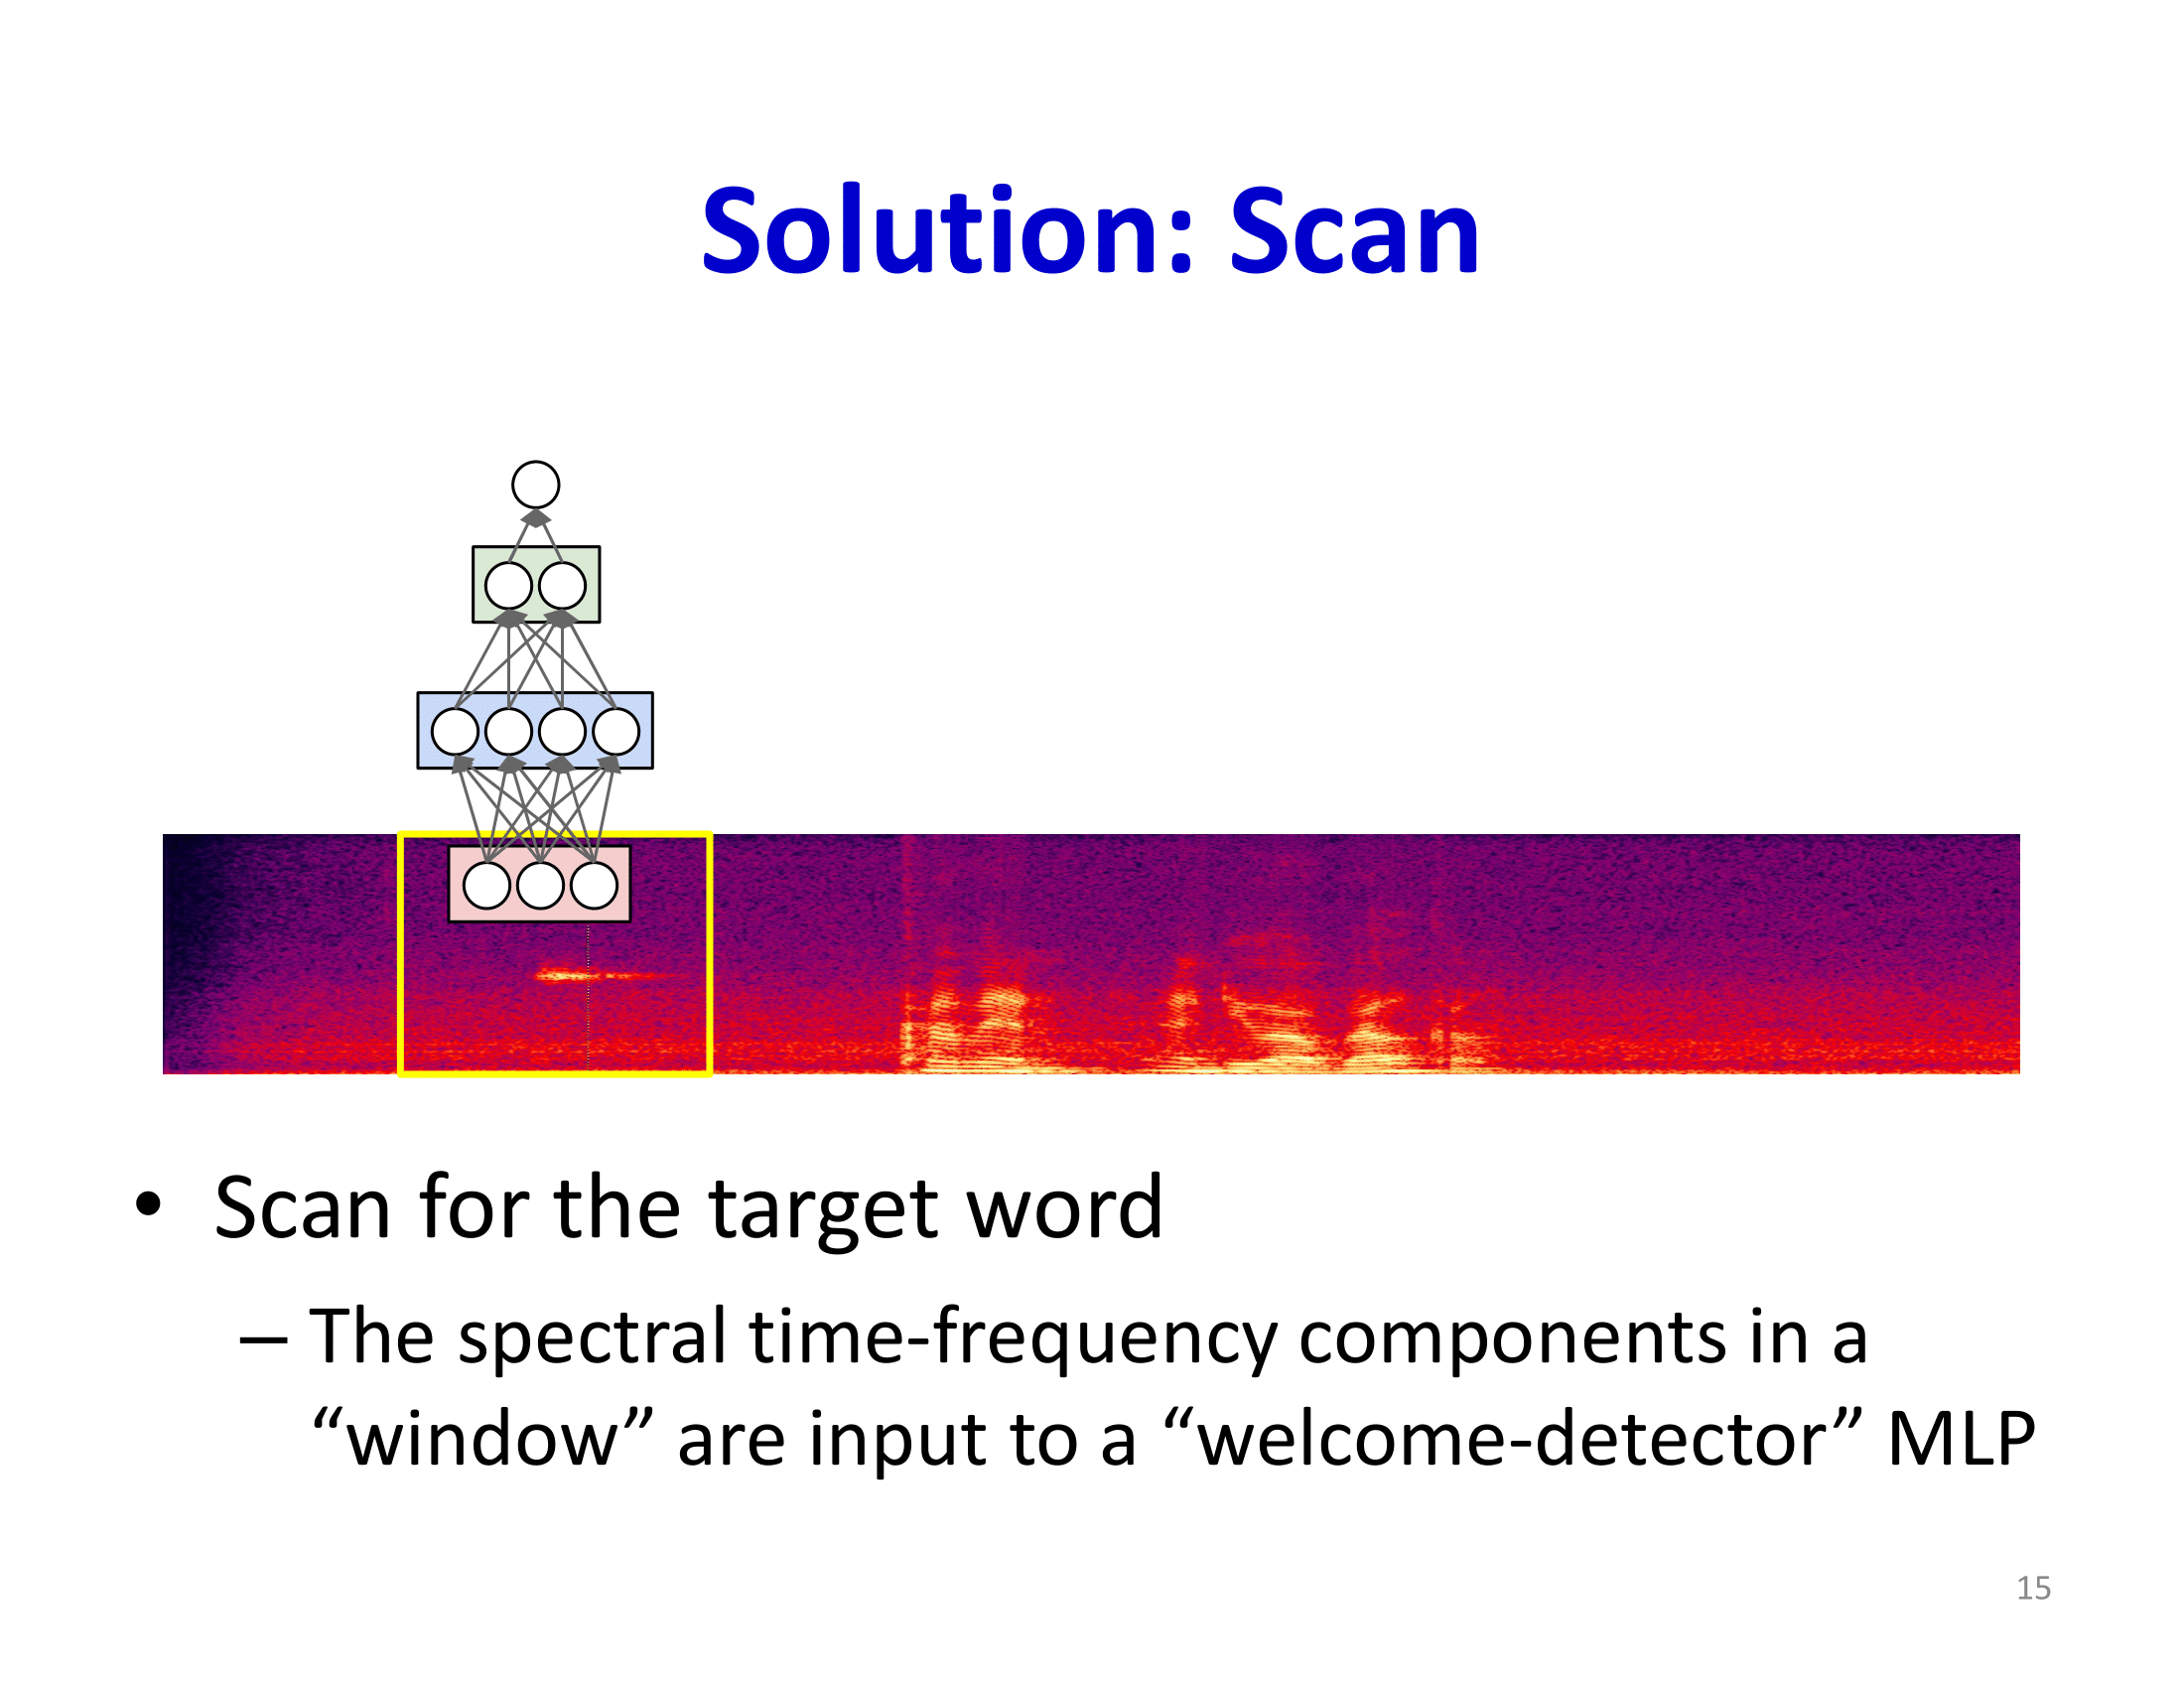 Solution: Scan
• Scan for the target word
– The spectral time-frequency components in a
“window” are input to a “welcome-detector” MLP
15